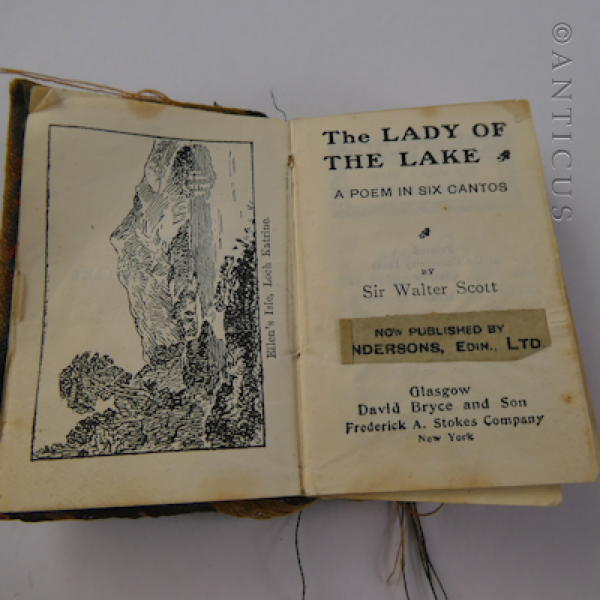 Ellen's Isle, Loch Katrine.
The LADY OF
THE LAKE
A POEM IN SIX CANTOS
BY
Sir Walter Scott
NOW PUBLISHED BY
NDERSONS, EDIN., LTD
Glasgow
David Bryce and Son
Frederick A. Stokes Company
New York
©ANTICUS